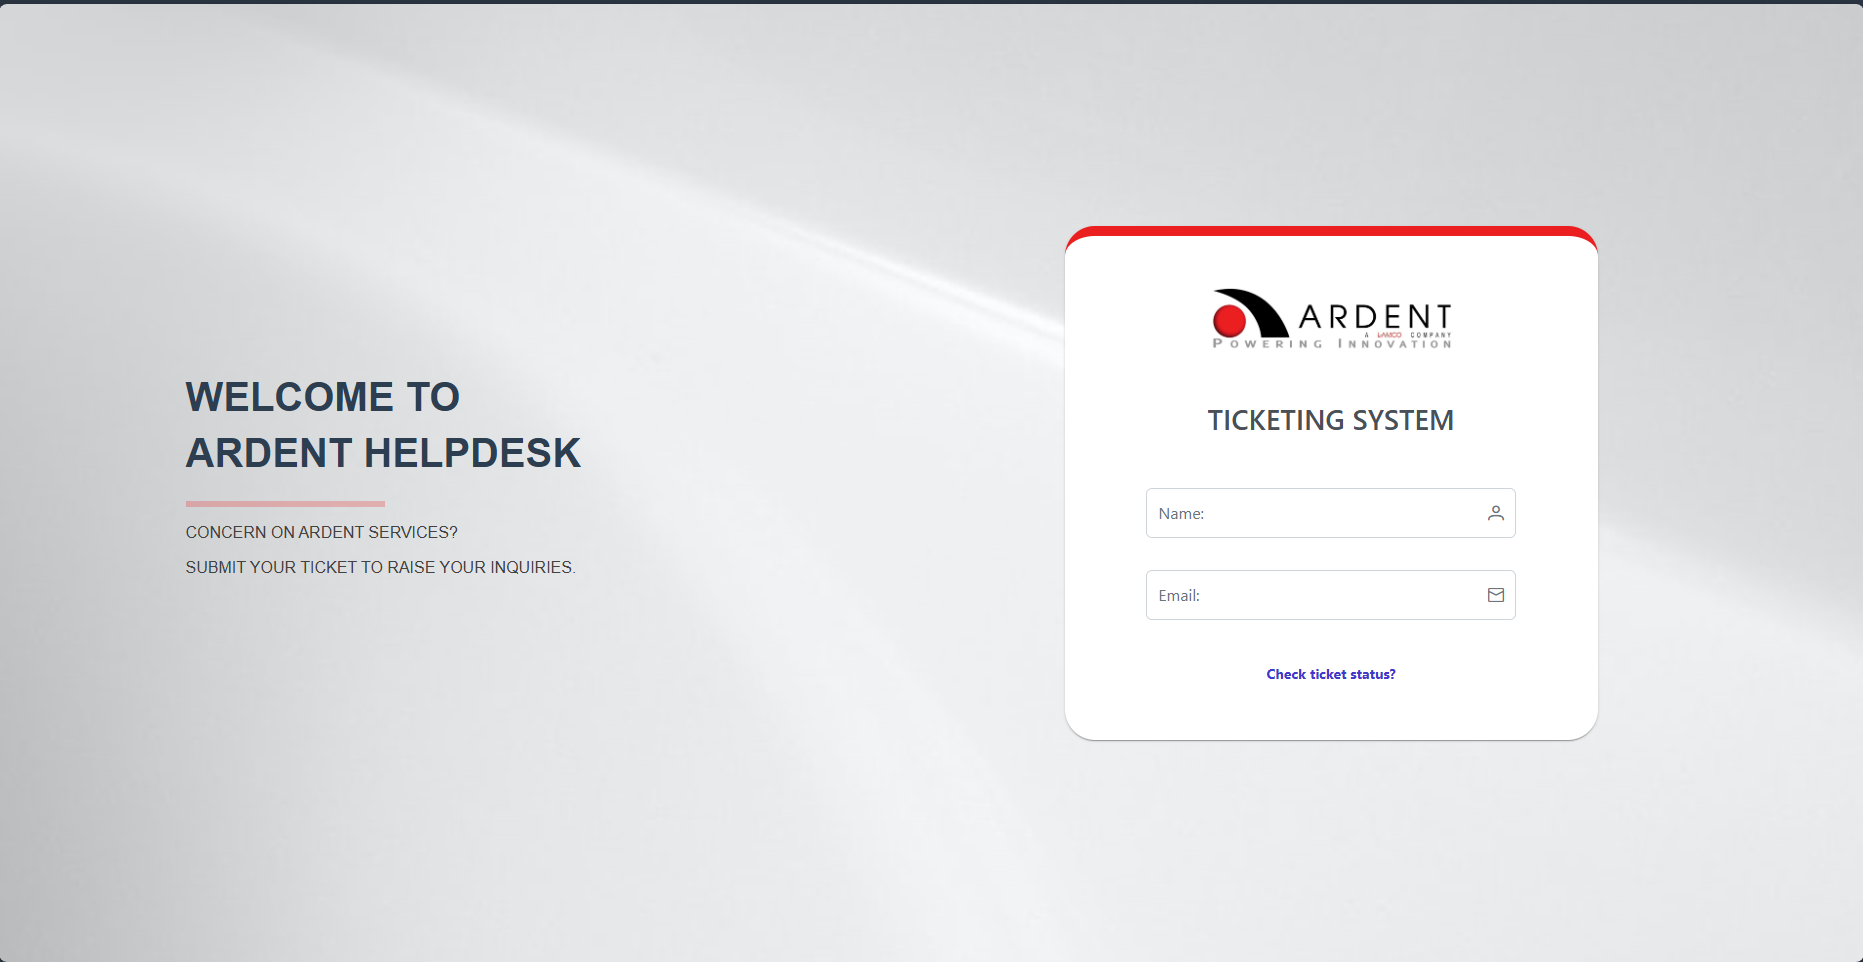 WELCOME TO
ARDENT HELPDESK
CONCERN ON ARDENT SERVICES?
SUBMIT YOUR TICKET TO RAISE YOUR INQUIRIES.
ARDENT
A LAMCO COMPANY
POWERING INNOVATION
TICKETING SYSTEM
Name:
Email:
Check ticket status?